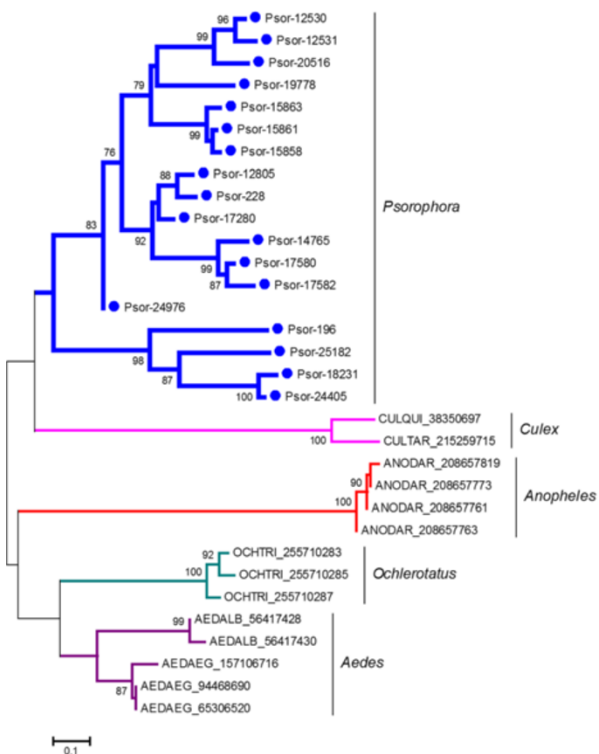 96
Psor-12530
99
Psor-12531
Psor-20516
79
Psor-19778
Psor-15863
99
Psor-15861
Psor-15858
76
88
Psor-12805
Psor-228
Psor-17280
Psorophora
83
92
Psor-14765
99
Psor-17580
87
Psor-17582
Psor-24976
Psor-196
98
Psor-25182
87
Psor-18231
100
Psor-24405
CULQUI_38350697
100
CULTAR_215259715
Culex
ANODAR_208657819
90
ANODAR_208657773
100
ANODAR_208657761
Anopheles
ANODAR_208657763
92
OCHTRI_255710283
100
OCHTRI_255710285
Ochlerotatus
OCHTRI_255710287
99
AEDALB_56417428
AEDALB_56417430
AEDAEG_157106716
Aedes
87
AEDAEG_94468690
AEDAEG_65306520
0.1